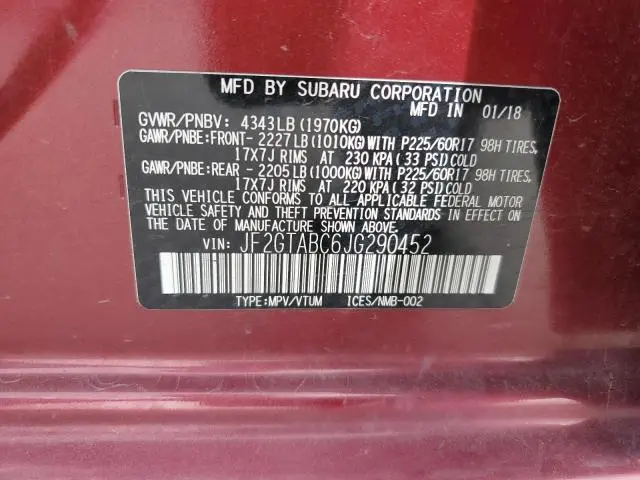 MFD BY SUBARU CORPORATION
MFD IN 01/18
GVWR/PNBV: 4343LB(1970KG)
GAWR/PNBE:FRONT- 2227LB(1010KG)WITH P225/60R17 98H TIRES,
17X7J RIMS AT 230 KPA(33 PSI)COLD
GAWR/PNBE:REAR - 2205LB(1000KG)WITH P225/60R17 98H TIRES,
17X7J RIMS AT 220 KPA(32 PSI)COLD
THIS VEHICLE CONFORMS TO ALL APPLICABLE FEDERAL MOTOR
VEHICLE SAFETY AND THEFT PREVENTION STANDARDS IN EFFECT ON
THE DATE OF MANUFACTURE SHOWN ABOVE.
VIN: JF2GTABC6JG290452
TYPE:MPV/VTUM ICES/NMB-002